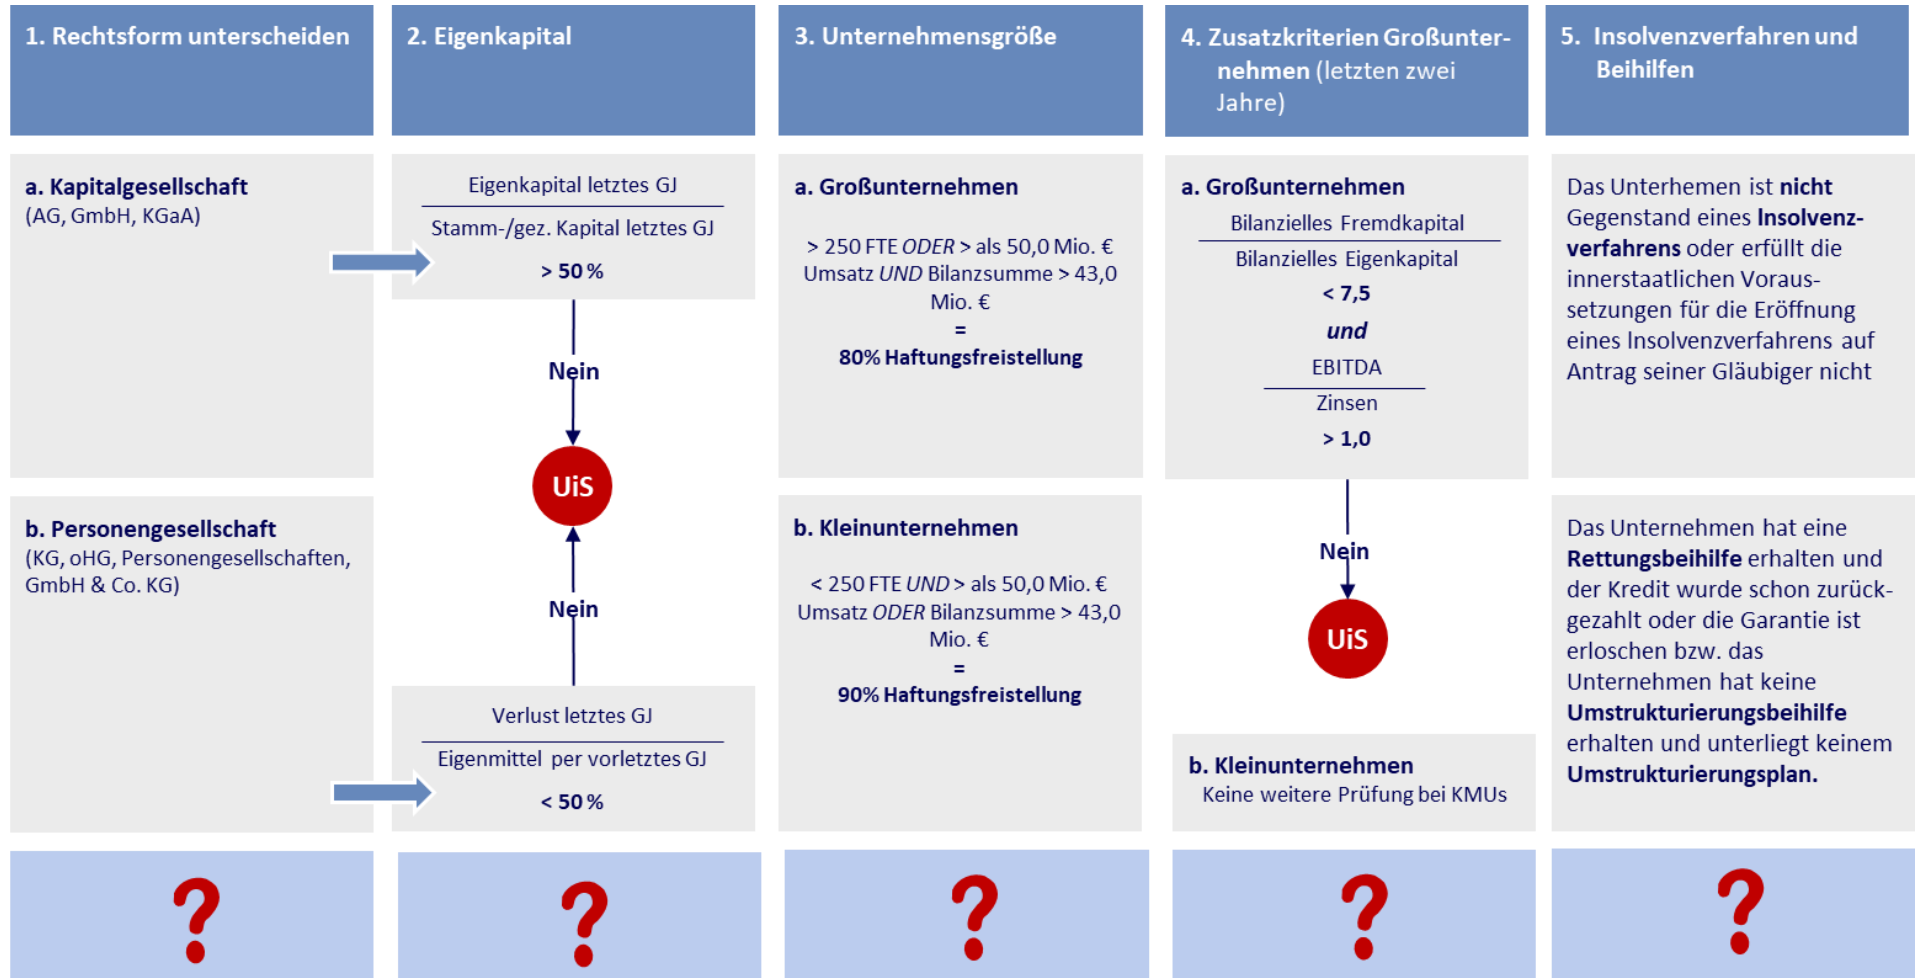 1. Rechtsform unterscheiden
2. Eigenkapital
3. Unternehmensgröße
4. Zusatzkriterien Großunter-
nehmen (letzten zwei
Jahre)
5. Insolvenzverfahren und
Beihilfen
a. Kapitalgesellschaft
(AG, GmbH, KGaA)
b. Personengesellschaft
(KG, oHG, Personengesellschaften,
GmbH & Co. KG)
Eigenkapital letztes GJ
Stamm-/gez. Kapital letztes GJ
> 50 %
Nein
UiS
Nein
Verlust letztes GJ
Eigenmittel per vorletztes GJ
< 50 %
a. Großunternehmen
> 250 FTE ODER > als 50,0 Mio. €
Umsatz UND Bilanzsumme > 43,0
Mio. €
=
80% Haftungsfreistellung
b. Kleinunternehmen
< 250 FTE UND > als 50,0 Mio. €
Umsatz ODER Bilanzsumme > 43,0
Mio. €
=
90% Haftungsfreistellung
a. Großunternehmen
Bilanzielles Fremdkapital
Bilanzielles Eigenkapital
< 7,5
und
EBITDA
Zinsen
> 1,0
Nein
UiS
b. Kleinunternehmen
Keine weitere Prüfung bei KMUs
Das Unterhemen ist nicht
Gegenstand eines Insolvenz-
verfahrens oder erfüllt die
innerstaatlichen Voraus-
setzungen für die Eröffnung
eines Insolvenzverfahrens auf
Antrag seiner Gläubiger nicht
Das Unternehmen hat eine
Rettungsbeihilfe erhalten und
der Kredit wurde schon zurück-
gezahlt oder die Garantie ist
erloschen bzw. das
Unternehmen hat keine
Umstrukturierungsbeihilfe
erhalten und unterliegt keinem
Umstrukturierungsplan.
?
?
?
?
?